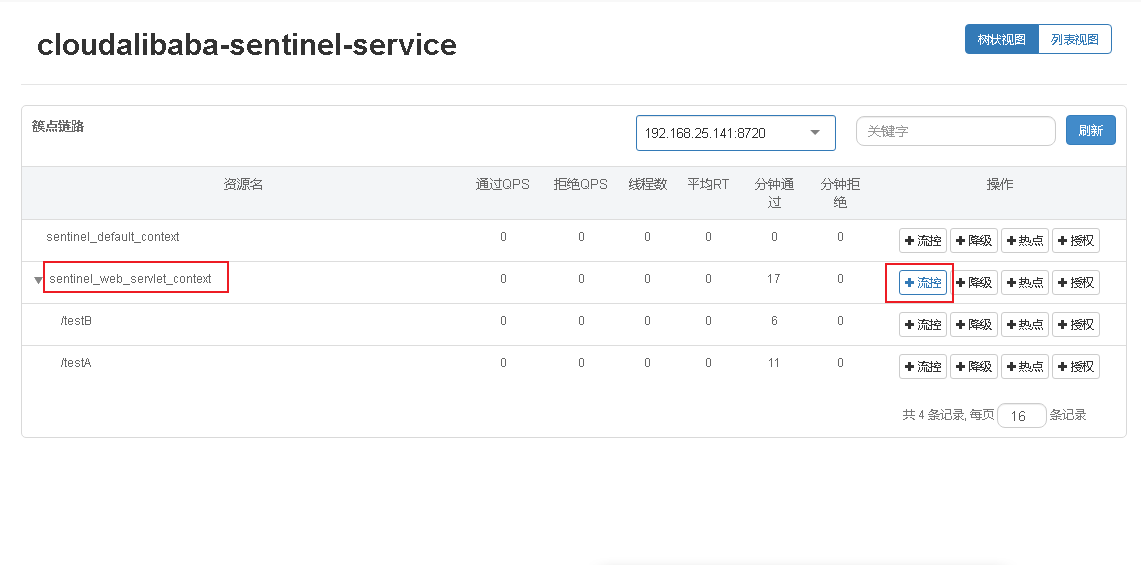 cloudalibaba-sentinel-service
树状视图 列表视图
簇点链路 192.168.25.141:8720 关键字 刷新
资源名 通过QPS 拒绝QPS 线程数 平均RT 分钟通过 分钟拒绝 操作
sentinel_default_context 0 0 0 0 0 0 流控 降级 热点 授权
sentinel_web_servlet_context 0 0 0 0 17 0 流控 降级 热点 授权
/testB 0 0 0 0 6 0 流控 降级 热点 授权
/testA 0 0 0 0 11 0 流控 降级 热点 授权
共 4 条记录, 每页 16 条记录